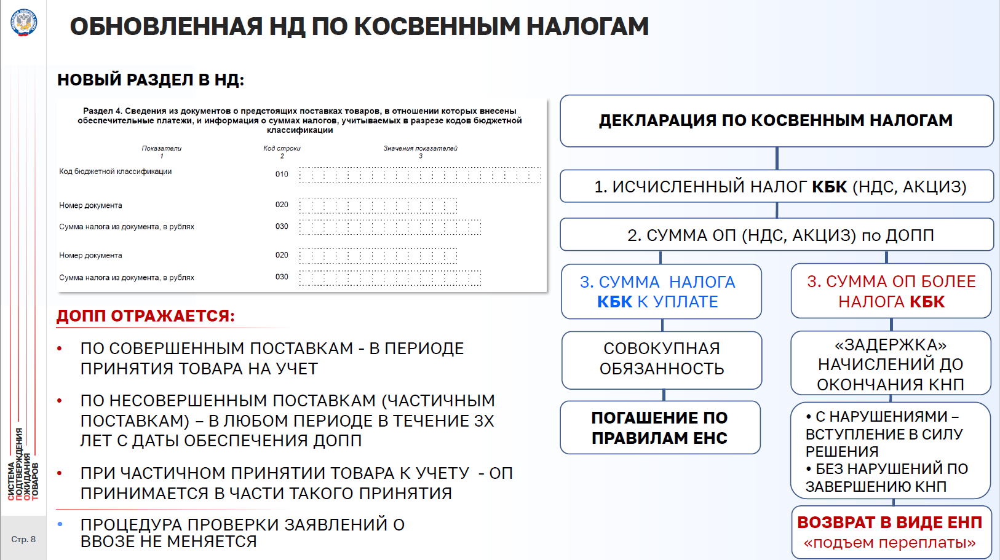 ОБНОВЛЕННАЯ НД ПО КОСВЕННЫМ НАЛОГАМ
НОВЫЙ РАЗДЕЛ В НД:
Раздел 4. Сведения из документов о предстоящих поставках товаров, в отношении которых внесены
обеспечительные платежи, и информация о суммах налогов, учитываемых в разрезе кодов бюджетной
классификации
Показатели Код строки Значения показателей
1 2 3
Код бюджетной классификации 010
Номер документа 020
Сумма налога из документа, в рублях 030
Номер документа 020
Сумма налога из документа, в рублях 030
ДОПП ОТРАЖАЕТСЯ:
• ПО СОВЕРШЕННЫМ ПОСТАВКАМ - В ПЕРИОДЕ
ПРИНЯТИЯ ТОВАРА НА УЧЕТ
• ПО НЕСОВЕРШЕННЫМ ПОСТАВКАМ (ЧАСТИЧНЫМ
ПОСТАВКАМ) – В ЛЮБОМ ПЕРИОДЕ В ТЕЧЕНИЕ 3Х
ЛЕТ С ДАТЫ ОБЕСПЕЧЕНИЯ ДОПП
• ПРИ ЧАСТИЧНОМ ПРИНЯТИИ ТОВАРА К УЧЕТУ - ОП
ПРИНИМАЕТСЯ В ЧАСТИ ТАКОГО ПРИНЯТИЯ
• ПРОЦЕДУРА ПРОВЕРКИ ЗАЯВЛЕНИЙ О
ВВОЗЕ НЕ МЕНЯЕТСЯ
ДЕКЛАРАЦИЯ ПО КОСВЕННЫМ НАЛОГАМ
1. ИСЧИСЛЕННЫЙ НАЛОГ КБК (НДС, АКЦИЗ)
2. СУММА ОП (НДС, АКЦИЗ) по ДОПП
3. СУММА НАЛОГА
КБК К УПЛАТЕ
СОВОКУПНАЯ
ОБЯЗАННОСТЬ
ПОГАШЕНИЕ ПО
ПРАВИЛАМ ЕНС
3. СУММА ОП БОЛЕЕ
НАЛОГА КБК
«ЗАДЕРЖКА»
НАЧИСЛЕНИЙ ДО
ОКОНЧАНИЯ КНП
• С НАРУШЕНИЯМИ –
ВСТУПЛЕНИЕ В СИЛУ
РЕШЕНИЯ
• БЕЗ НАРУШЕНИЙ ПО
ЗАВЕРШЕНИЮ КНП
ВОЗВРАТ В ВИДЕ ЕНП
«подъем переплаты»
СИСТЕМА
ПОДТВЕРЖДЕНИЯ
ОЖИДАНИЯ
ТОВАРОВ
Стр. 8